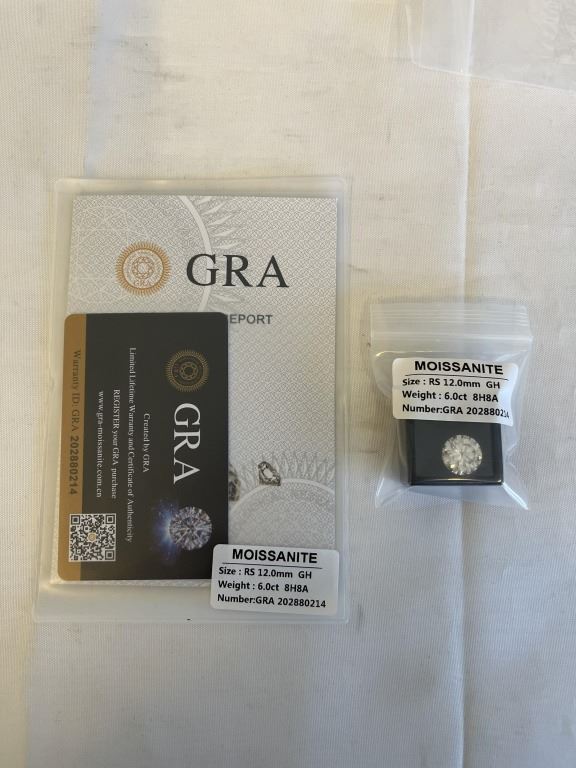 GRA
GRA
EPORT
GRA
Created by GRA
Limited Lifetime Warranty and Certificate of Authenticity
REGISTER your GRA purchase
www.gra-moissanite.com.cn
Warranty ID: GRA 202880214
MOISSANITE
Size : RS 12.0mm GH
Weight : 6.0ct 8H8A
Number:GRA 202880214
MOISSANITE
Size : RS 12.0mm GH
Weight : 6.0ct 8H8A
Number:GRA 202880214